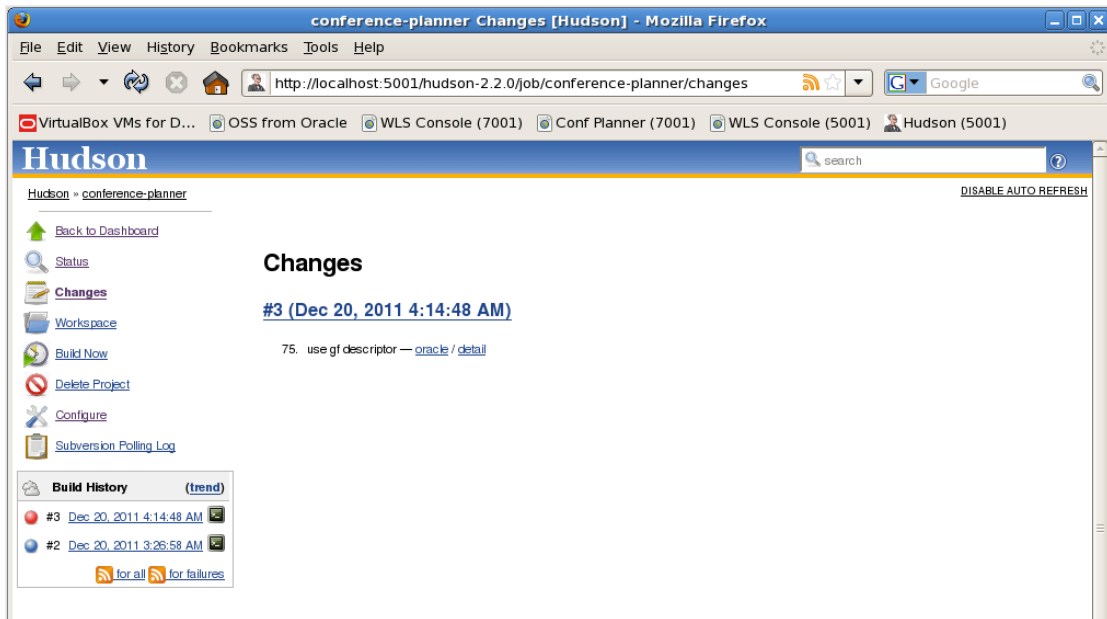 conference-planner Changes [Hudson] - Mozilla Firefox
File Edit View History Bookmarks Tools Help
http://localhost:5001/hudson-2.2.0/job/conference-planner/changes G Google
VirtualBox VMs for D... OSS from Oracle WLS Console (7001) Conf Planner (7001) WLS Console (5001) Hudson (5001)
Hudson search ?
Hudson » conference-planner DISABLE AUTO REFRESH
Back to Dashboard
Status
Changes
Changes
#3 (Dec 20, 2011 4:14:48 AM)
Workspace
75. use gf descriptor — oracle / detail
Build Now
Delete Project
Configure
Subversion Polling Log
Build History (trend)
#3 Dec 20, 2011 4:14:48 AM
#2 Dec 20, 2011 3:26:58 AM
for all for failures